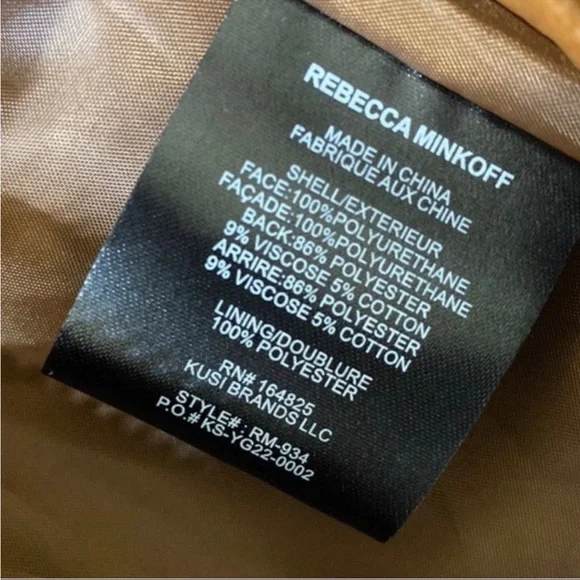 REBECCA MINKOFF
MADE IN CHINA
FABRIQUE AUX CHINE
SHELL/EXTERIEUR
FACE:100%POLYURETHANE
FAÇADE:100%POLYURETHANE
BACK:86% POLYESTER
9% VISCOSE 5% COTTON
ARRIRE:86% POLYESTER
9% VISCOSE 5% COTTON
LINING/DOUBLURE
100% POLYESTER
RN# 164825
KUSI BRANDS LLC
STYLE#: RM-934
P.O.# KS-YG22-0002